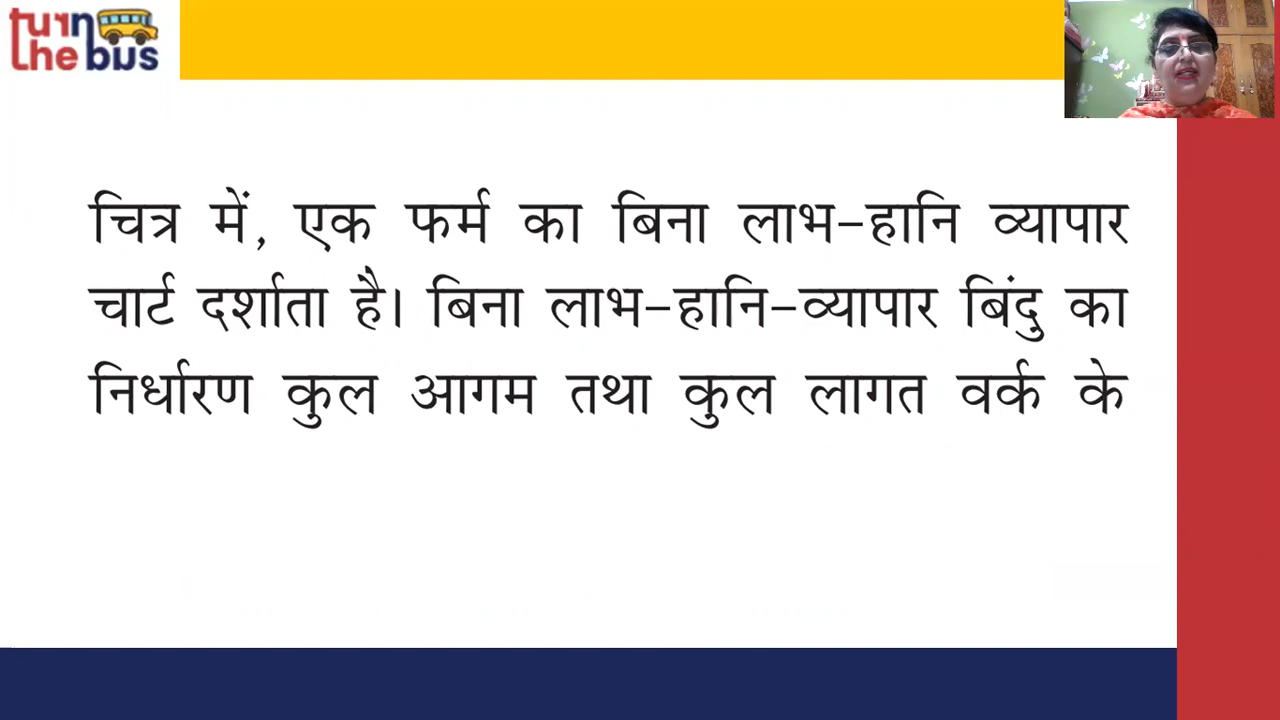 turn
the bus
चित्र में, एक फर्म का बिना लाभ-हानि व्यापार
चार्ट दर्शाता है। बिना लाभ-हानि-व्यापार बिंदु का
निर्धारण कुल आगम तथा कुल लागत वर्क के